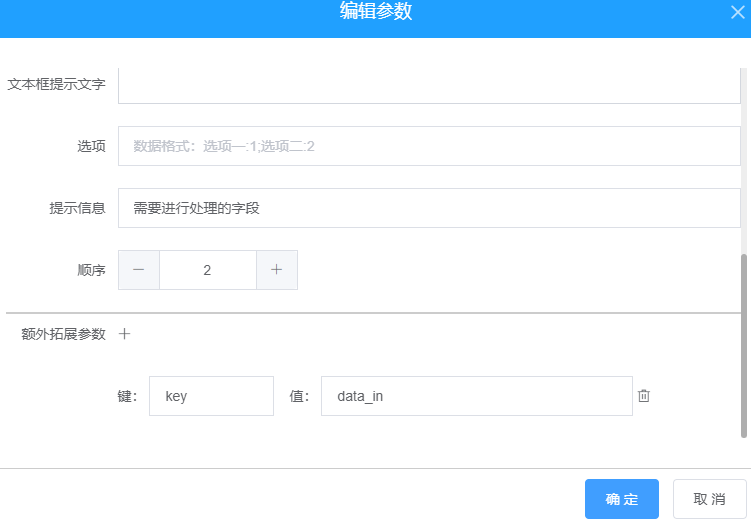 编辑参数
文本框提示文字
选项 数据格式：选项一:1;选项二:2
提示信息 需要进行处理的字段
顺序 2
额外拓展参数
键： key 值： data_in
确定 取消